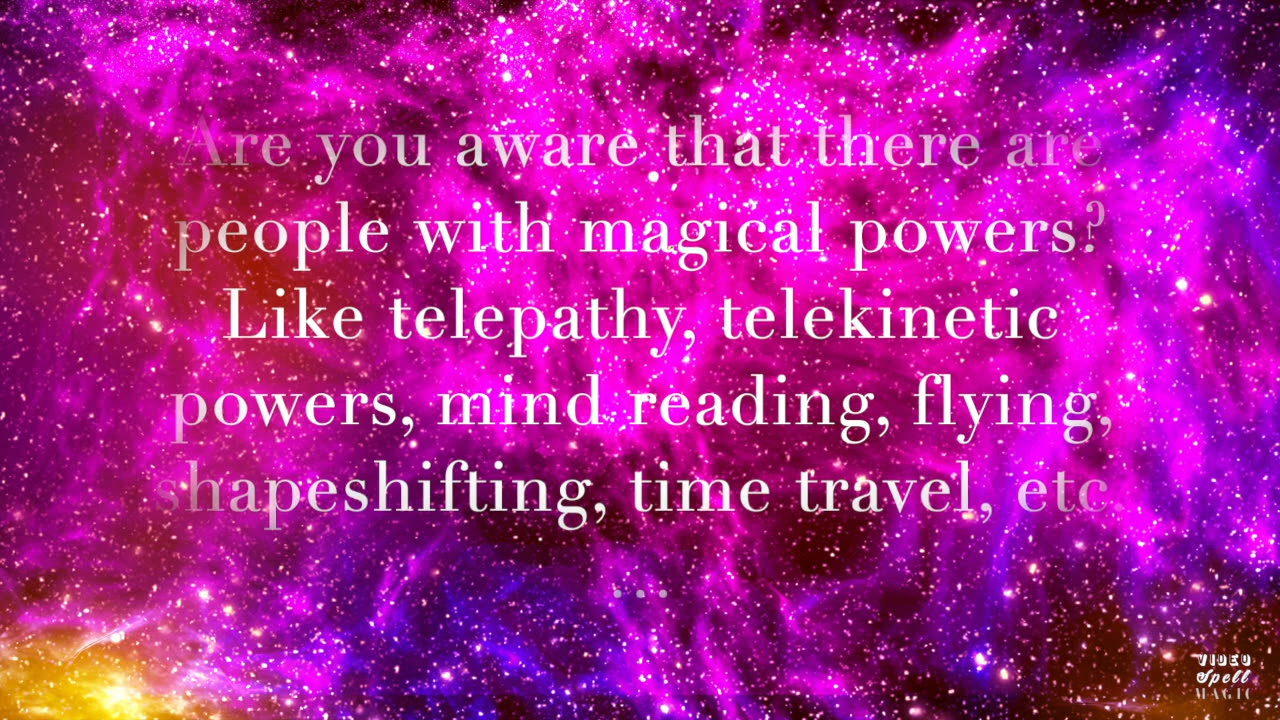 Are you aware that there are
people with magical powers?
Like telepathy, telekinetic
powers, mind reading, flying,
shapeshifting, time travel, etc.
...
VIDEO
Spell
MAGIC